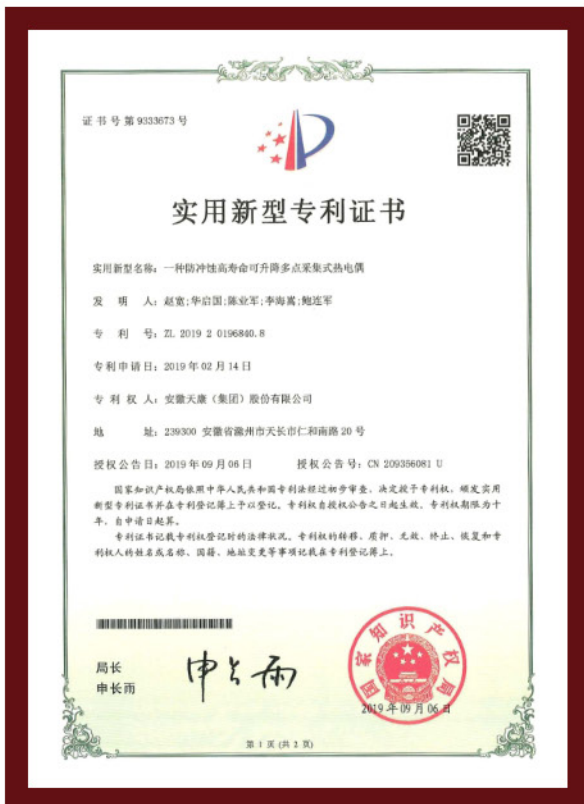 证书号第9333673号
实用新型专利证书
实用新型名称：一种防冲蚀高寿命可升降多点采集式热电偶
发 明 人：赵宽;华启国;陈业军;李海嵩;鲍连军
专 利 号：ZL 2019 2 0196840.8
专利申请日：2019年02月14日
专 利 权 人：安徽天康（集团）股份有限公司
地 址：239300 安徽省滁州市天长市仁和南路20号
授权公告日：2019年09月06日 授权公告号：CN 209356081 U
国家知识产权局依照中华人民共和国专利法经过初步审查，决定授予专利权，颁发实用
新型专利证书并在专利登记簿上予以登记。专利权自授权公告之日起生效。专利权期限为十
年，自申请日起算。
专利证书记载专利权登记时的法律状况。专利权的转移、质押、无效、终止、恢复和专
利权人的姓名或名称、国籍、地址变更等事项记载在专利登记簿上。
局长
申长雨
申长雨
国家知识产权局
2019年09月06日
第 1 页 (共 2 页)